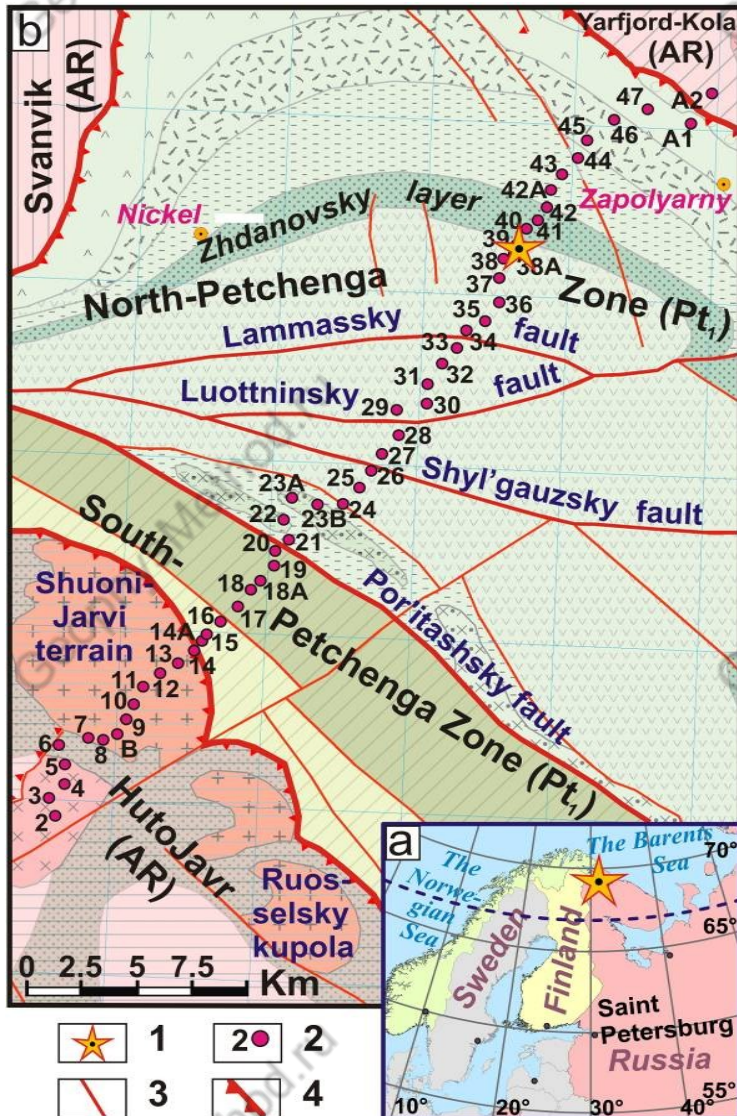 b
Yarfjord-Kola
(AR)
Svanvik
(AR)
47
A2
46
A1
45
44
43
42A
Zapolyarny
42
Nickel
Zhdanovsky layer
40
41
39
38
38A
37
North-Petchenga Zone (Pt1)
36
35
34
Lammassky fault
33
32
31
Luottninsky fault
30
29
28
27
26
Shyl'gauzsky fault
25
24
23A
23B
22
21
20
19
18
18A
South-Petchenga Zone (Pt1)
17
16
15
14A
14
Shuoni-
Jarvi
terrain
Por'itashsky fault
13
12
11
10
9
B
8
7
6
5
4
3
2
HutoJavr
(AR)
Ruos-
selsky
kupola
0 2.5 5 7.5 Km
a
The Norwe-
gian
Sea
The Barents
Sea
70°
65°
Sweden
Finland
Saint
Petersburg
Russia
10° 20° 30° 40° 55°
1
2 2
3
4
Geophy Method.ru